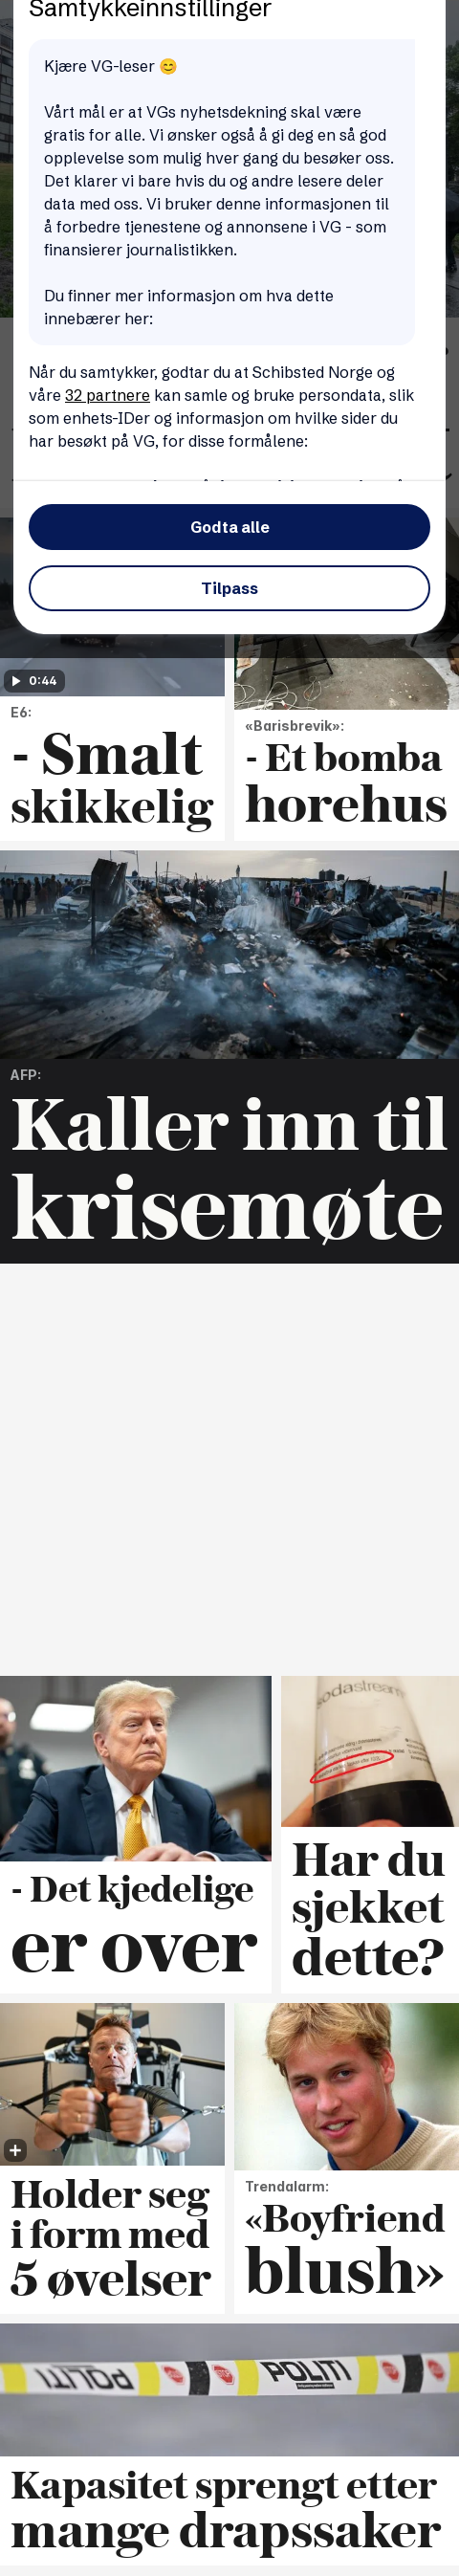 Samtykkeinnstillinger
Kjære VG-leser 😊
Vårt mål er at VGs nyhetsdekning skal være
gratis for alle. Vi ønsker også å gi deg en så god
opplevelse som mulig hver gang du besøker oss.
Det klarer vi bare hvis du og andre lesere deler
data med oss. Vi bruker denne informasjonen til
å forbedre tjenestene og annonsene i VG - som
finansierer journalistikken.
Du finner mer informasjon om hva dette
innebærer her:
Når du samtykker, godtar du at Schibsted Norge og
våre 32 partnere kan samle og bruke persondata, slik
som enhets-IDer og informasjon om hvilke sider du
har besøkt på VG, for disse formålene:
Godta alle
Tilpass
0:44
E6:
- Smalt
skikkelig
«Barisbrevik»:
- Et bomba
horehus
AFP:
Kaller inn til
krisemøte
sodastream
- Det kjedelige
er over
Har du
sjekket
dette?
Holder seg
i form med
5 øvelser
Trendalarm:
«Boyfriend
blush»
POLITI
POLITI
Kapasitet sprengt etter
mange drapssaker